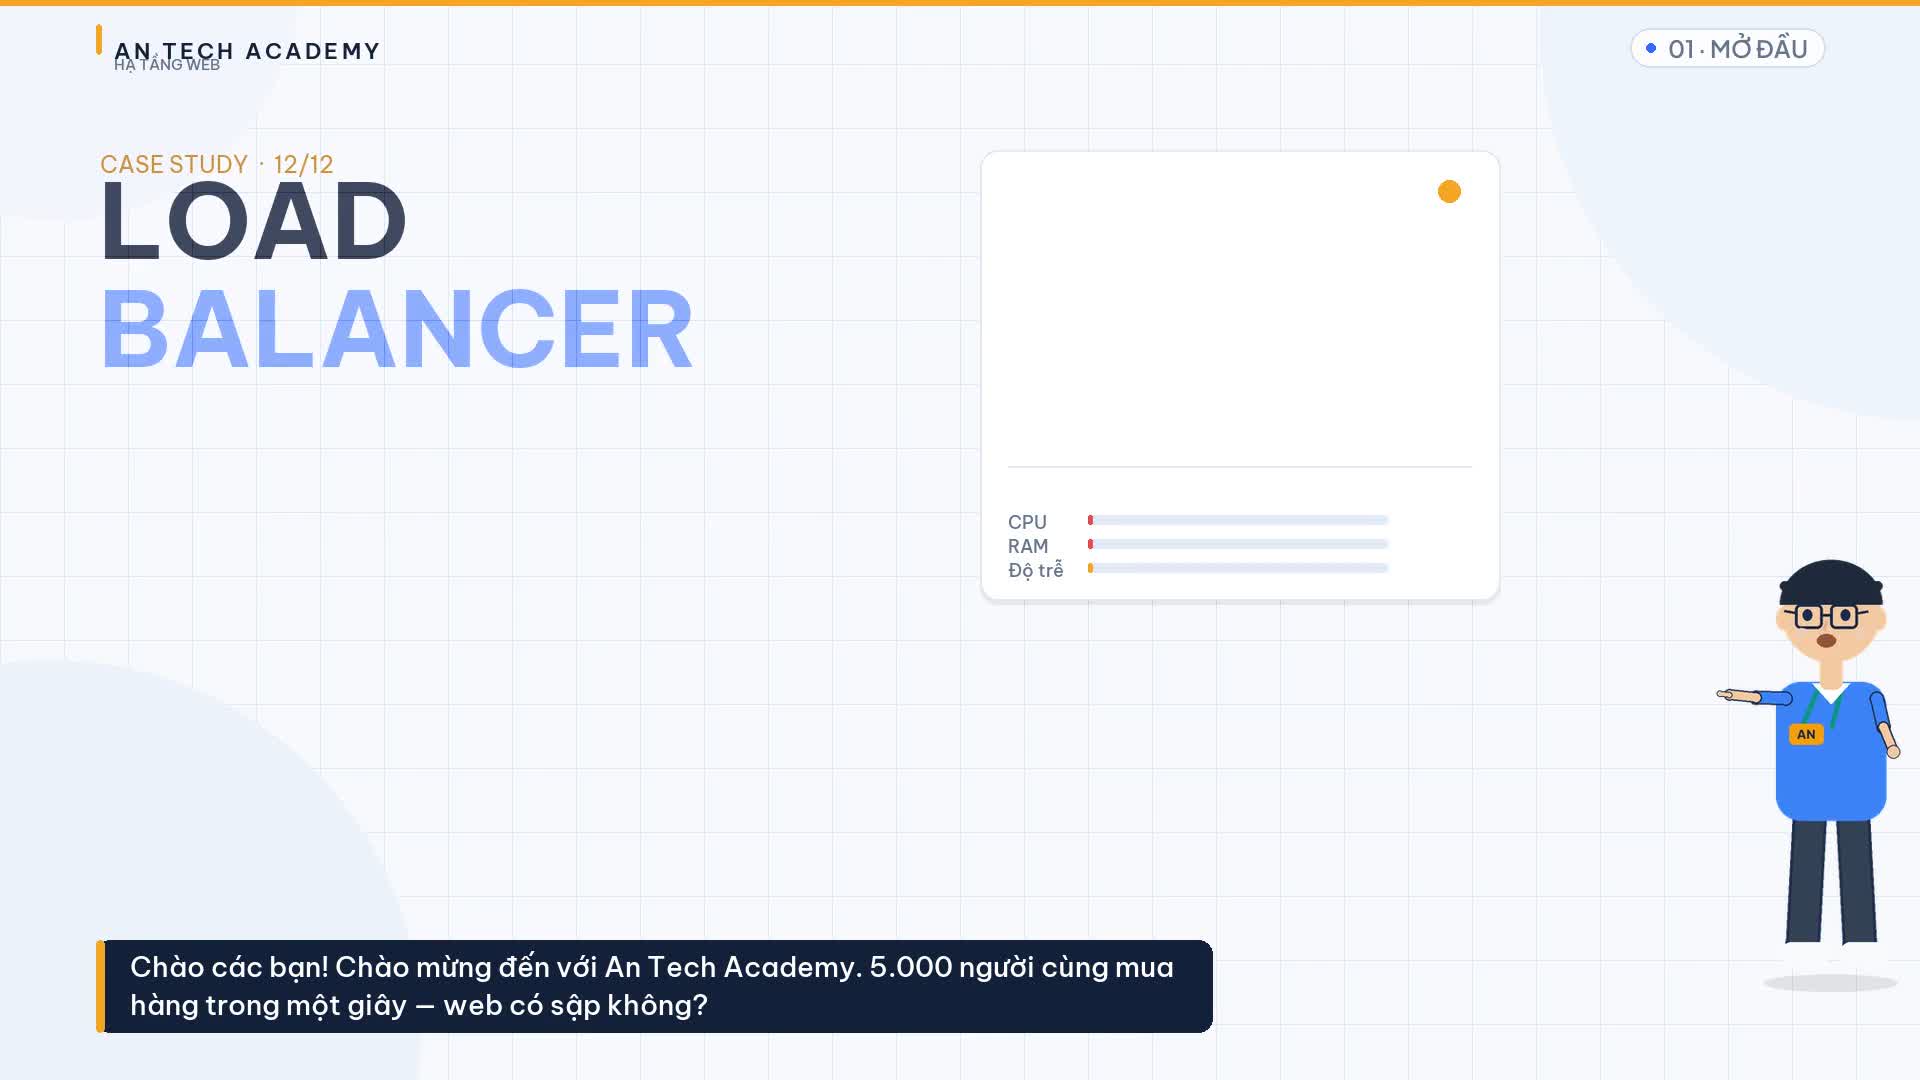 AN TECH ACADEMY
HẠ TẦNG WEB
01 · MỞ ĐẦU
CASE STUDY · 12/12
LOAD
BALANCER
CPU
RAM
Độ trễ
AN
Chào các bạn! Chào mừng đến với An Tech Academy. 5.000 người cùng mua
hàng trong một giây — web có sập không?